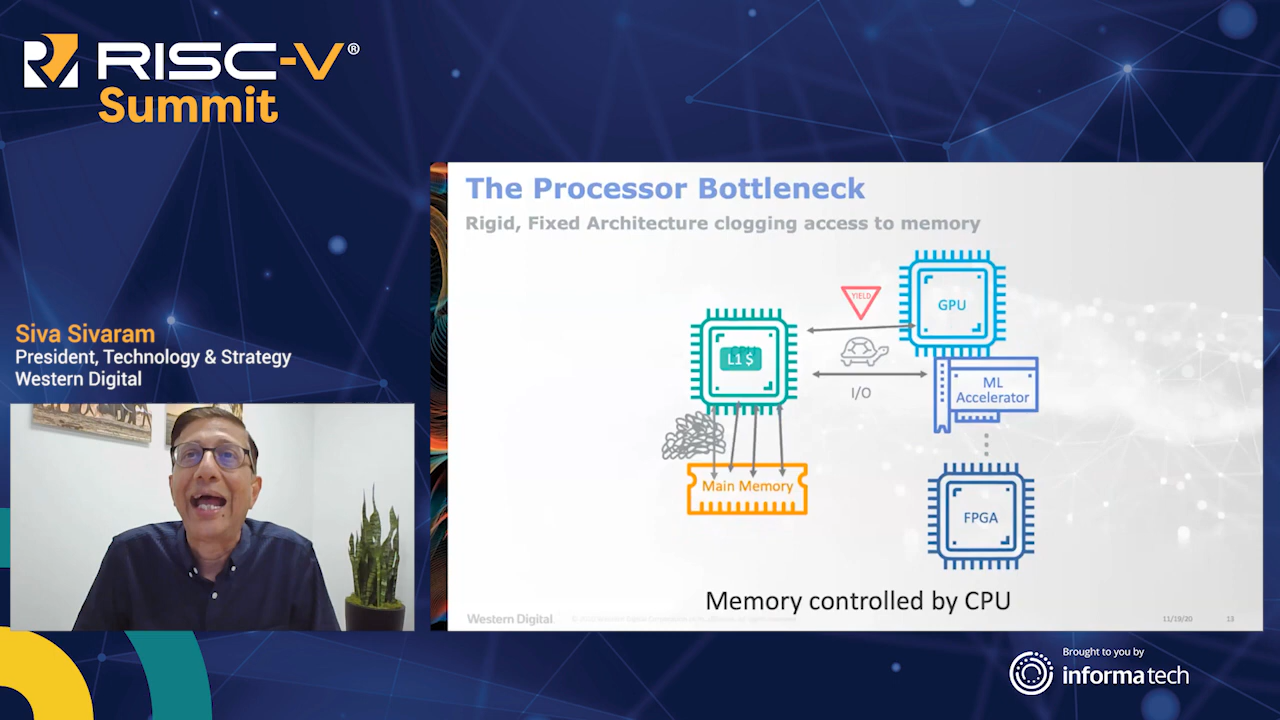 RISC-V®
Summit
Siva Sivaram
President, Technology & Strategy
Western Digital
The Processor Bottleneck
Rigid, Fixed Architecture clogging access to memory
GPU
YIELD
L1 $
ML
Accelerator
I/O
Main Memory
FPGA
Memory controlled by CPU
Western Digital
11/19/20
13
Brought to you by
informa tech